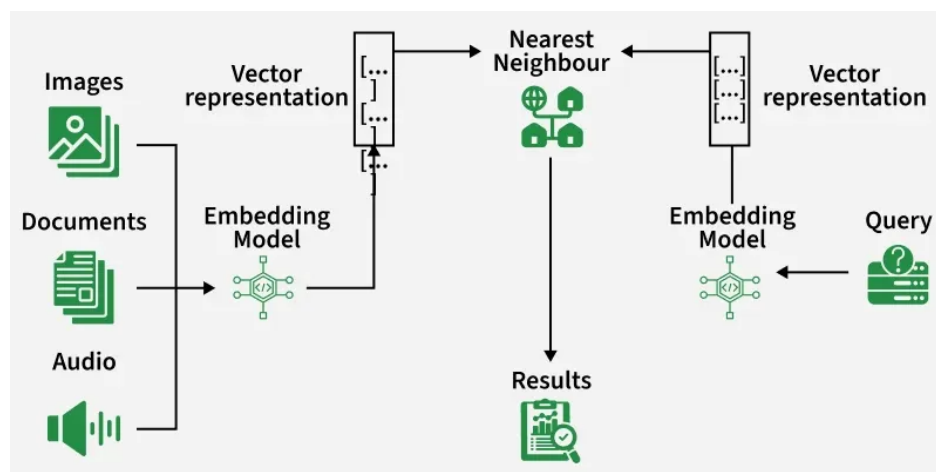 Images
Documents
Audio
Embedding
Model
</>
Vector
representation
[...
]
[...
]
[...
]
Nearest
Neighbour
Results
[...]
[...]
[...]
Vector
representation
Embedding
Model
</>
Query
?